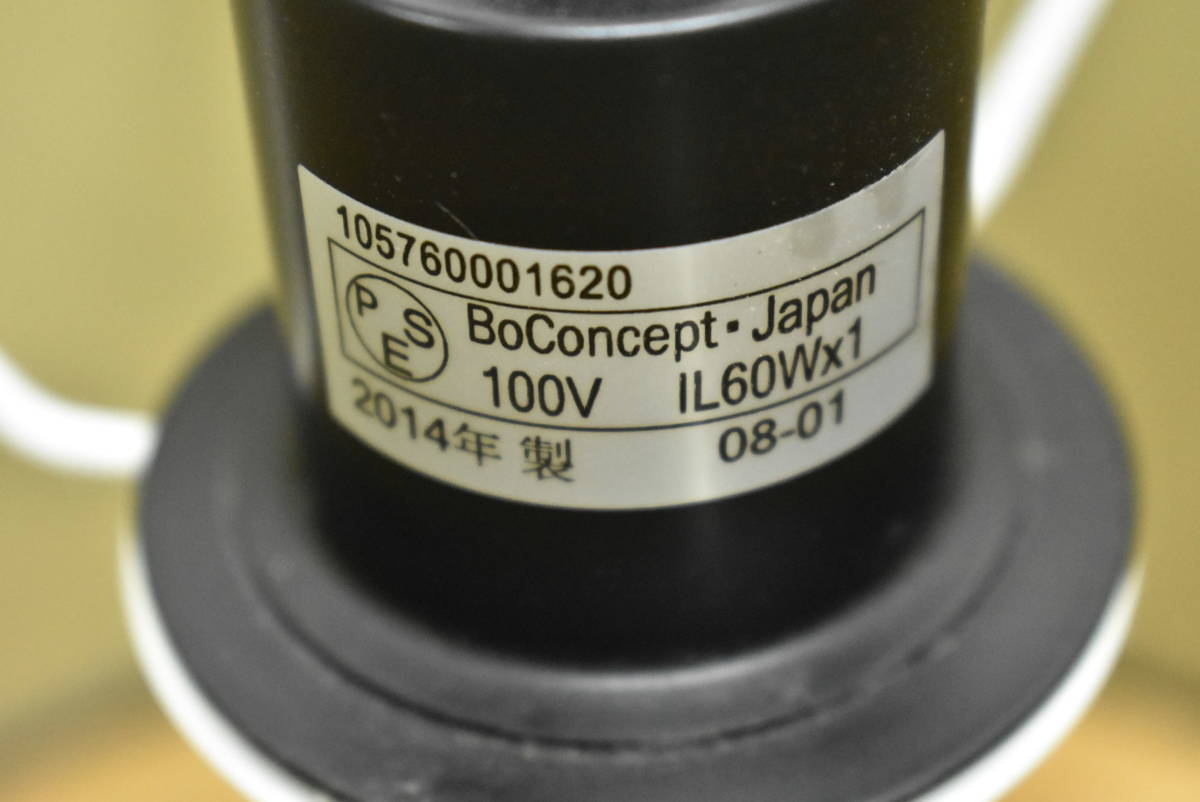 105760001620
PSE BoConcept・Japan
100V IL60Wx1
2014年 製 08-01